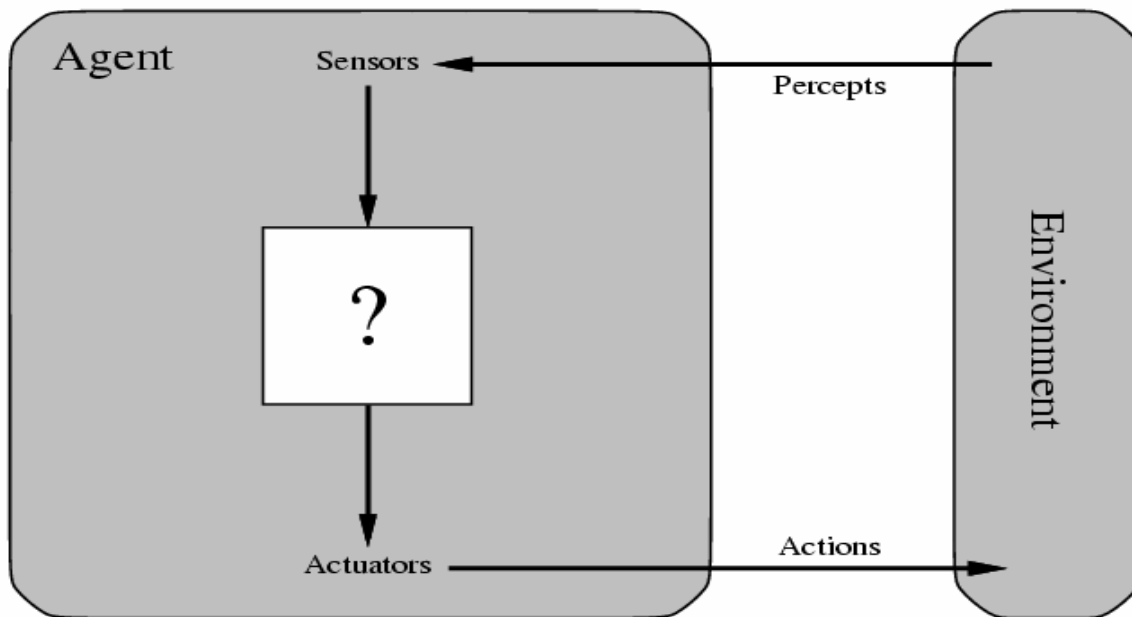 Agent
Sensors
Percepts
?
Environment
Actions
Actuators